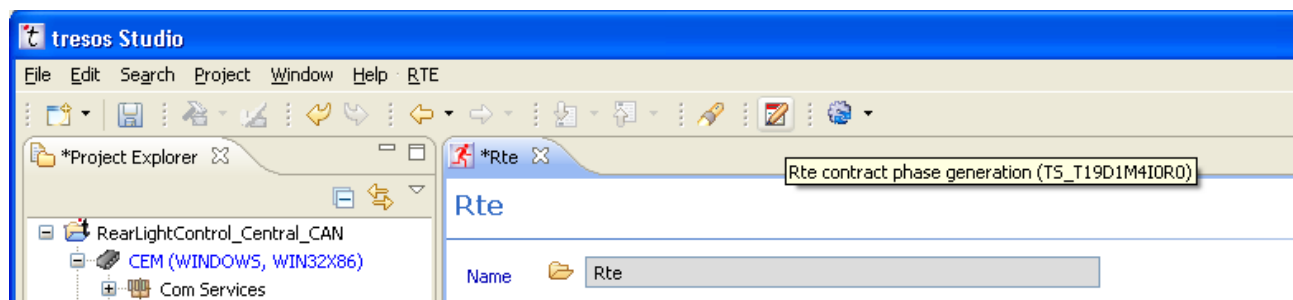 tresos Studio
File Edit Search Project Window Help RTE
*Project Explorer
*Rte
Rte contract phase generation (TS_T19D1M4I0R0)
Rte
RearLightControl_Central_CAN
CEM (WINDOWS, WIN32X86)
Name Rte
Com Services